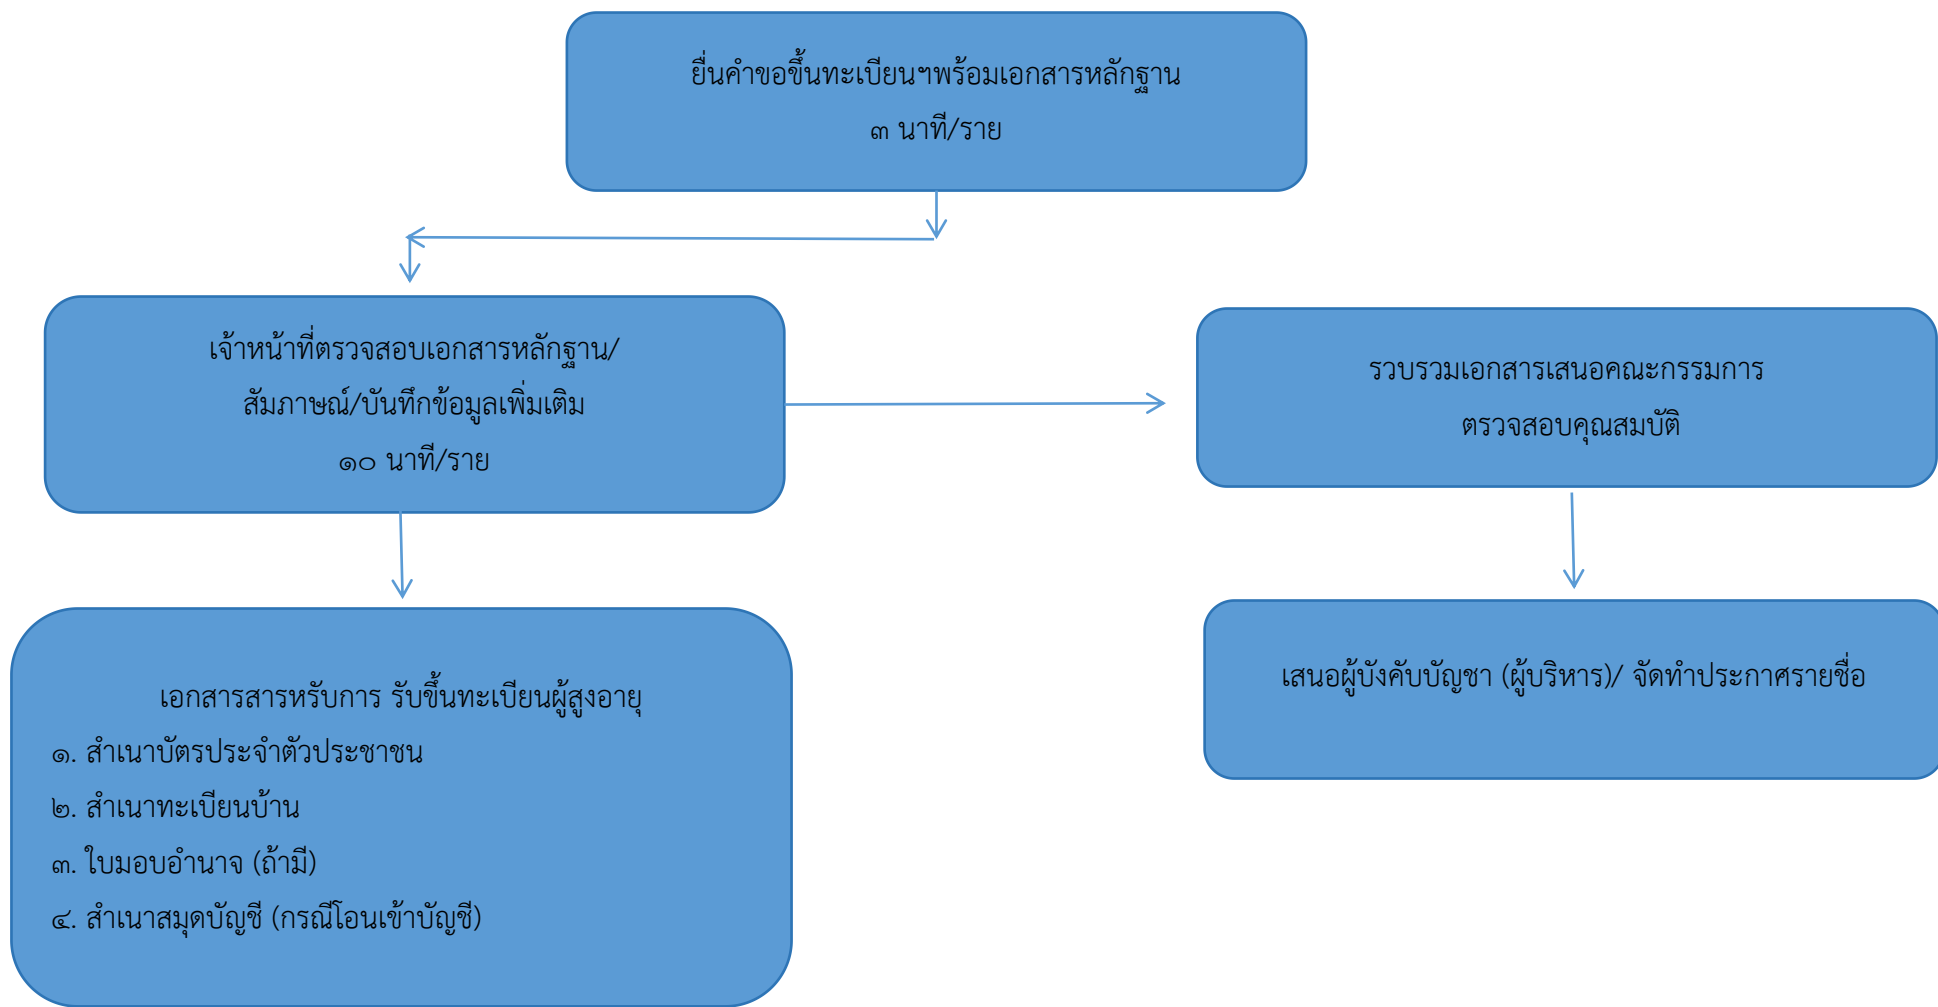 ยื่นคำขอขึ้นทะเบียนฯพร้อมเอกสารหลักฐาน
๓ นาที/ราย
เจ้าหน้าที่ตรวจสอบเอกสารหลักฐาน/
สัมภาษณ์/บันทึกข้อมูลเพิ่มเติม
๑๐ นาที/ราย
รวบรวมเอกสารเสนอคณะกรรมการ
ตรวจสอบคุณสมบัติ
เอกสารสารหรับการ รับขึ้นทะเบียนผู้สูงอายุ
๑. สำเนาบัตรประจำตัวประชาชน
๒. สำเนาทะเบียนบ้าน
๓. ใบมอบอำนาจ (ถ้ามี)
๔. สำเนาสมุดบัญชี (กรณีโอนเข้าบัญชี)
เสนอผู้บังคับบัญชา (ผู้บริหาร)/ จัดทำประกาศรายชื่อ